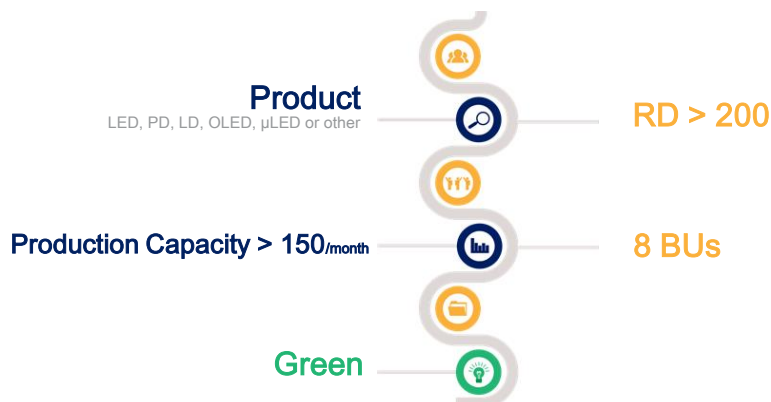 Product
LED, PD, LD, OLED, µLED or other
RD > 200
Production Capacity > 150/month
8 BUs
Green